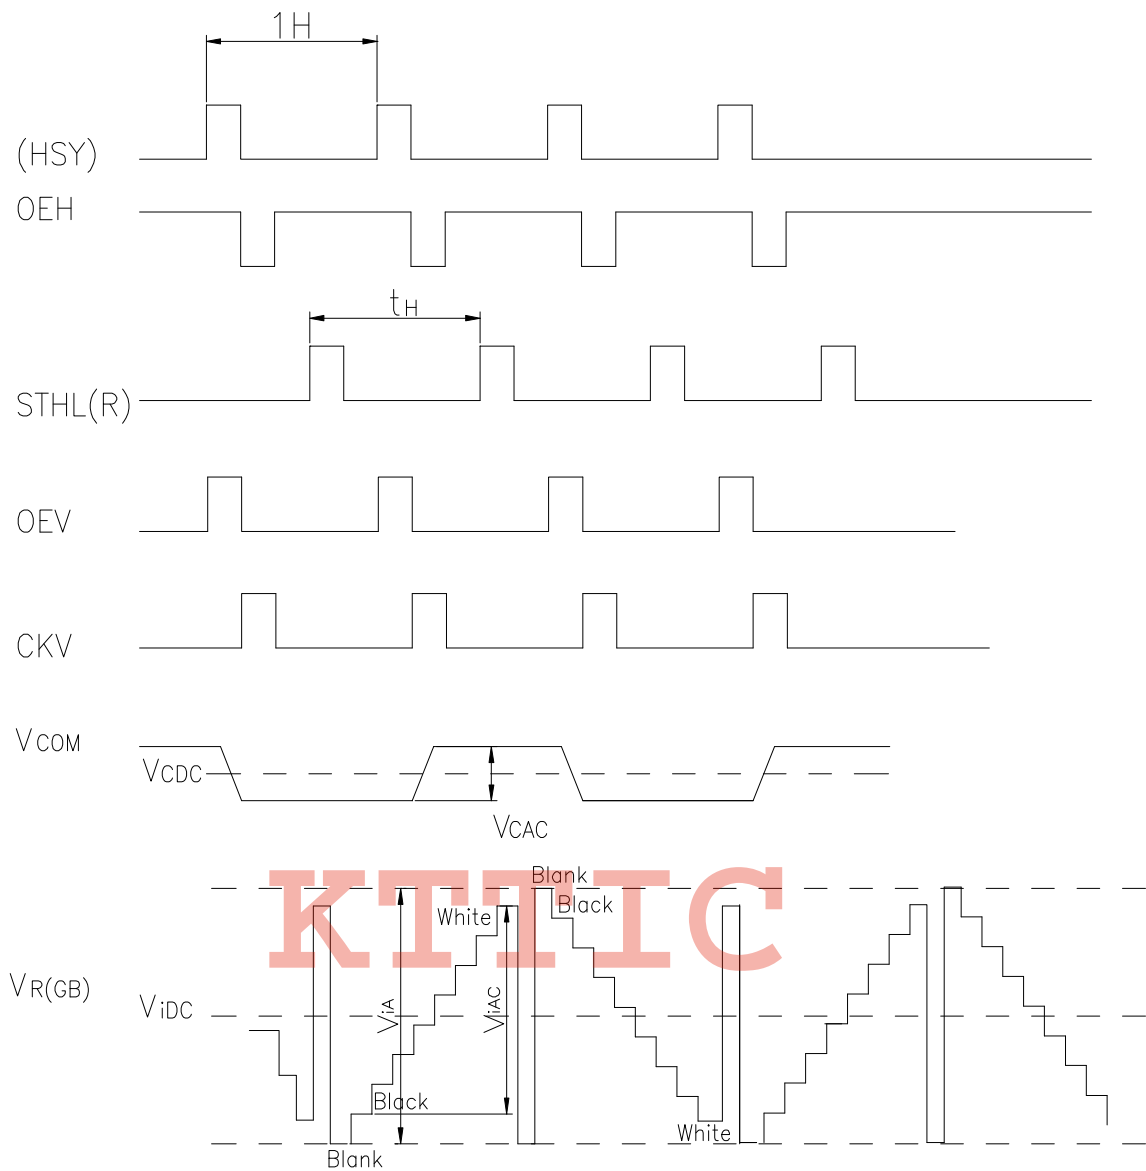 1H
(HSY)
OEH
tH
STHL(R)
OEV
CKV
VCOM
VCDC
VCAC
KTTIC
Blank
White
Black
VR(GB)
ViDC
ViA
ViAC
Black
White
Blank